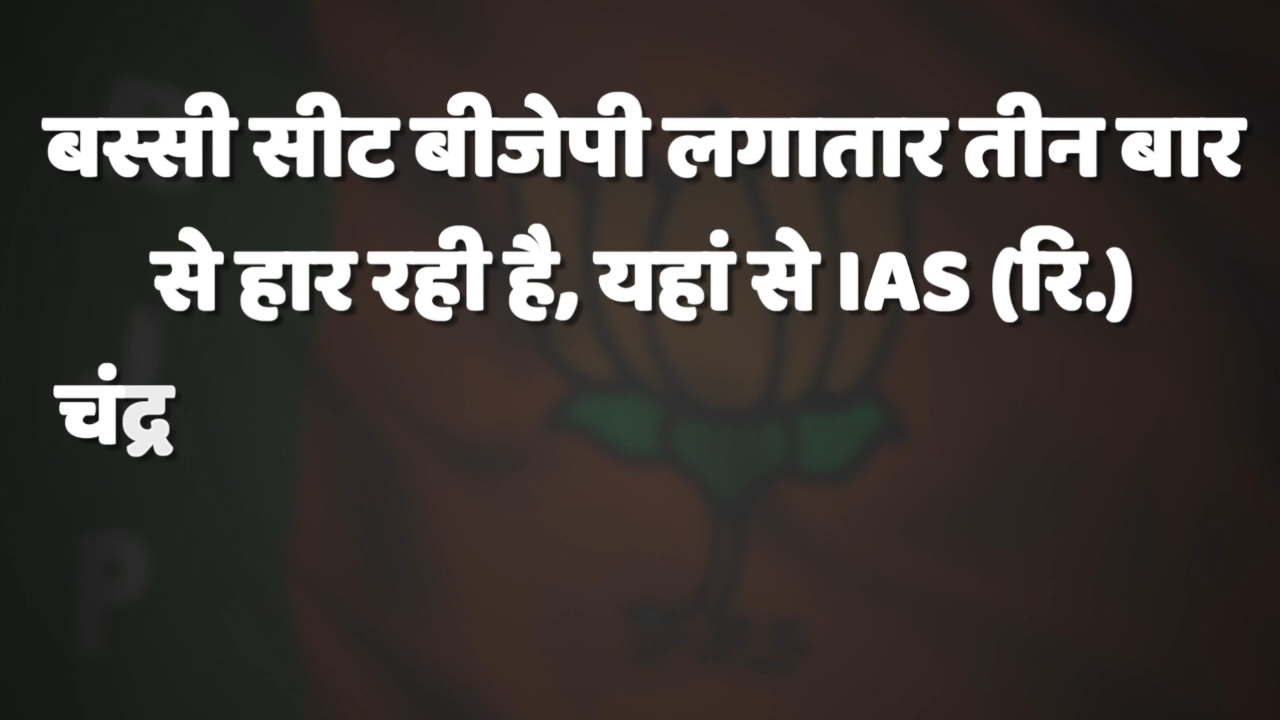 बस्सी सीट बीजेपी लगातार तीन बार
से हार रही है, यहां से IAS (रि.)
चंद्र
B
J
P